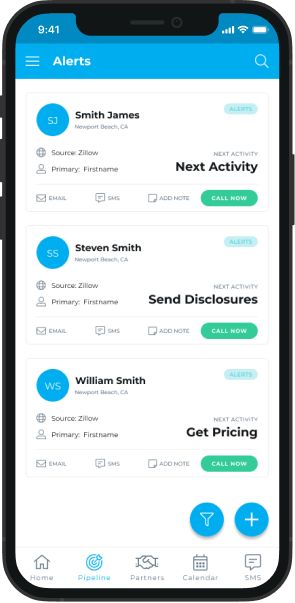 9:41
Alerts
SJ
Smith James
ALERTS
Newport Beach, CA
Source: Zillow
NEXT ACTIVITY
Primary: Firstname
Next Activity
EMAIL SMS ADD NOTE CALL NOW
SS
Steven Smith
ALERTS
Newport Beach, CA
Source: Zillow
NEXT ACTIVITY
Primary: Firstname
Send Disclosures
EMAIL SMS ADD NOTE CALL NOW
WS
William Smith
ALERTS
Newport Beach, CA
Source: Zillow
NEXT ACTIVITY
Primary: Firstname
Get Pricing
EMAIL SMS ADD NOTE CALL NOW
Home Pipeline Partners Calendar SMS